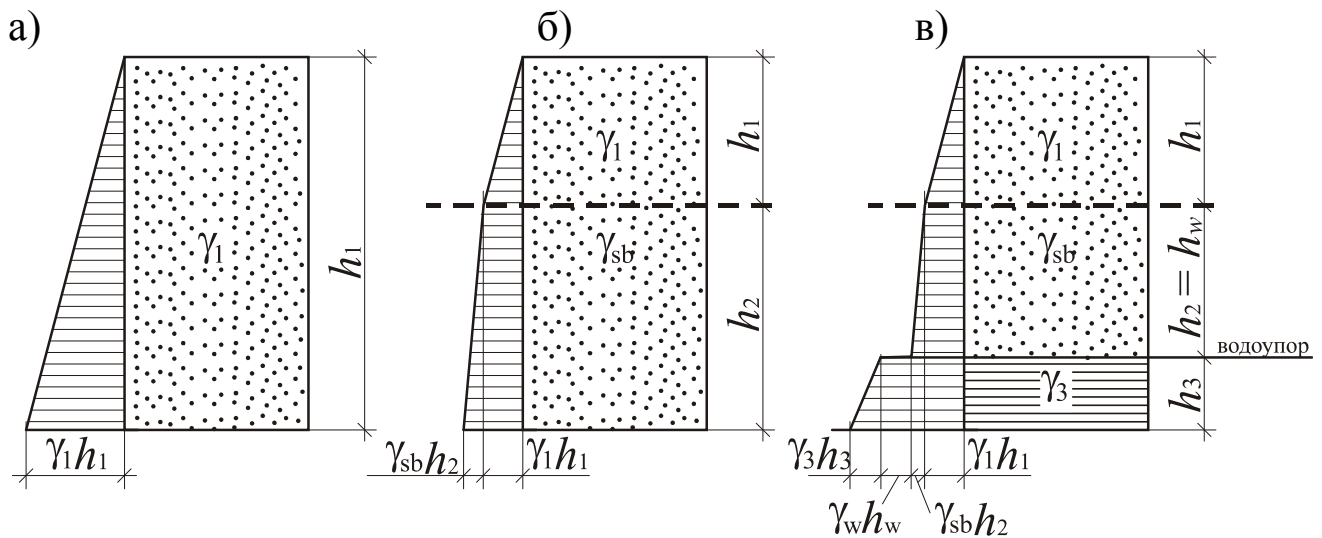 а) б) в)
h₁ h₁
γ₁ γ₁
γ₁ h₁ γsb γsb
h₂ h₂ = hw
водоупор
γ₃ h₃
γ₁h₁ γsbh₂ γ₁h₁ γ₃h₃ γ₁h₁
γwhw γsbh₂